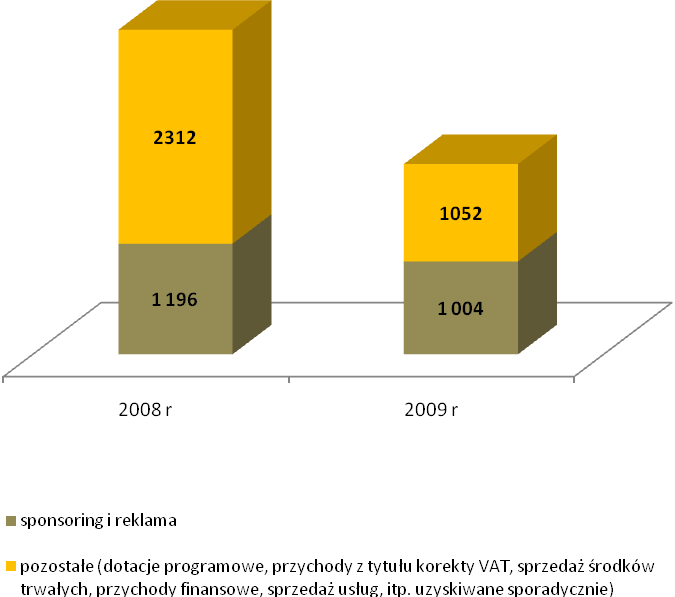 2312
1052
1 196
1 004
2008 r
2009 r
sponsoring i reklama
pozostałe (dotacje programowe, przychody z tytułu korekty VAT, sprzedaż środków
trwałych, przychody finansowe, sprzedaż usług, itp. uzyskiwane sporadycznie)